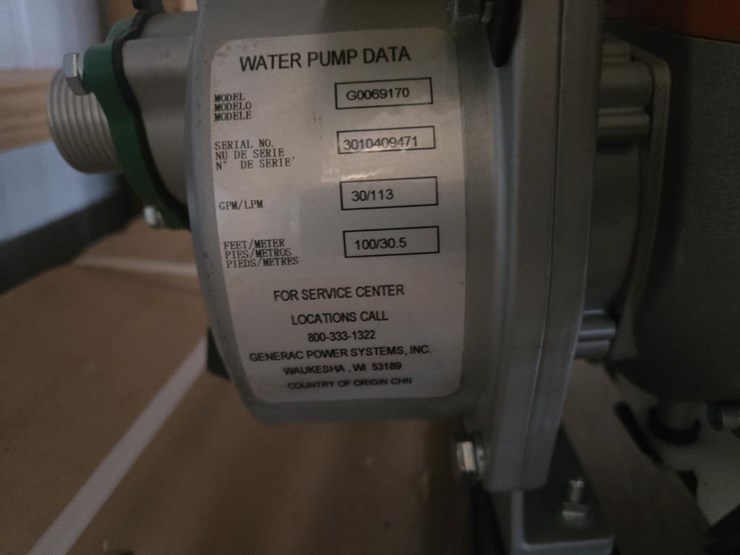 WATER PUMP DATA
MODEL
MODELO
MODELE
G0069170
SERIAL NO.
NU DE SERIE
N° DE SERIE'
3010409471
GPM/LPM
30/113
FEET/METER
PIES/METROS
PIEDS/METRES
100/30.5
FOR SERVICE CENTER
LOCATIONS CALL
800-333-1322
GENERAC POWER SYSTEMS, INC.
WAUKESHA, WI 53189
COUNTRY OF ORIGIN CHN